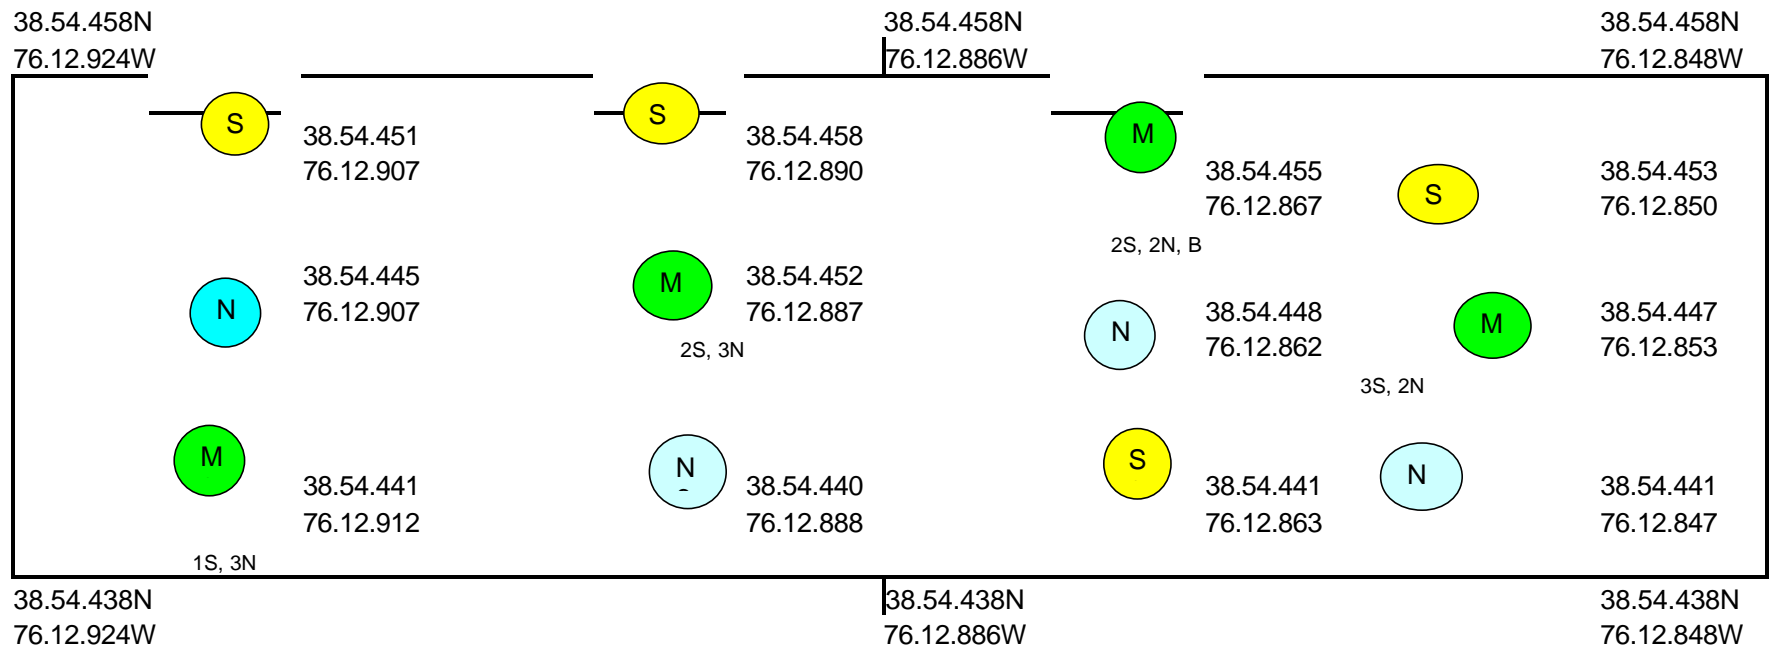 38.54.458N
76.12.924W
38.54.458N
76.12.886W
38.54.458N
76.12.848W
S
38.54.451
76.12.907
S
38.54.458
76.12.890
M
38.54.455
76.12.867
2S, 2N, B
S
38.54.453
76.12.850
N
38.54.445
76.12.907
M
38.54.452
76.12.887
2S, 3N
N
38.54.448
76.12.862
M
38.54.447
76.12.853
3S, 2N
M
38.54.441
76.12.912
1S, 3N
N
38.54.440
76.12.888
S
38.54.441
76.12.863
N
38.54.441
76.12.847
38.54.438N
76.12.924W
38.54.438N
76.12.886W
38.54.438N
76.12.848W